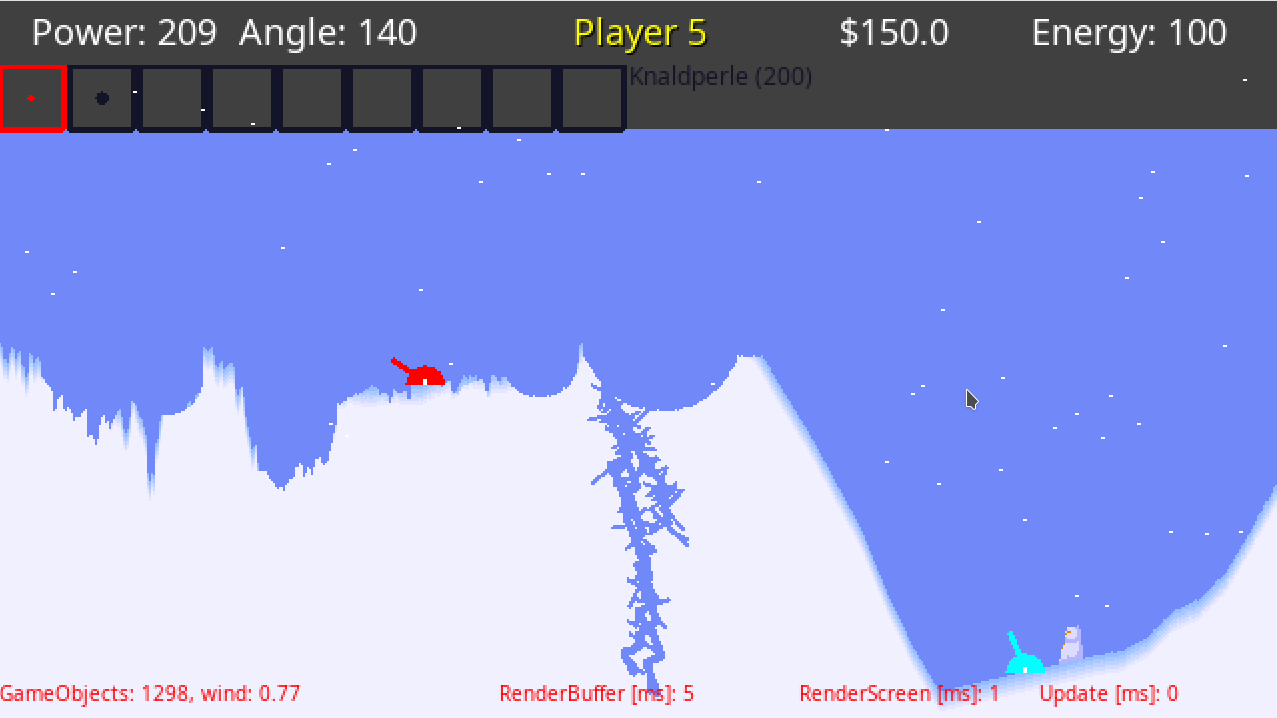 Power: 209 Angle: 140 Player 5 $150.0 Energy: 100
Knaldperle (200)
GameObjects: 1298, wind: 0.77 RenderBuffer [ms]: 5 RenderScreen [ms]: 1 Update [ms]: 0